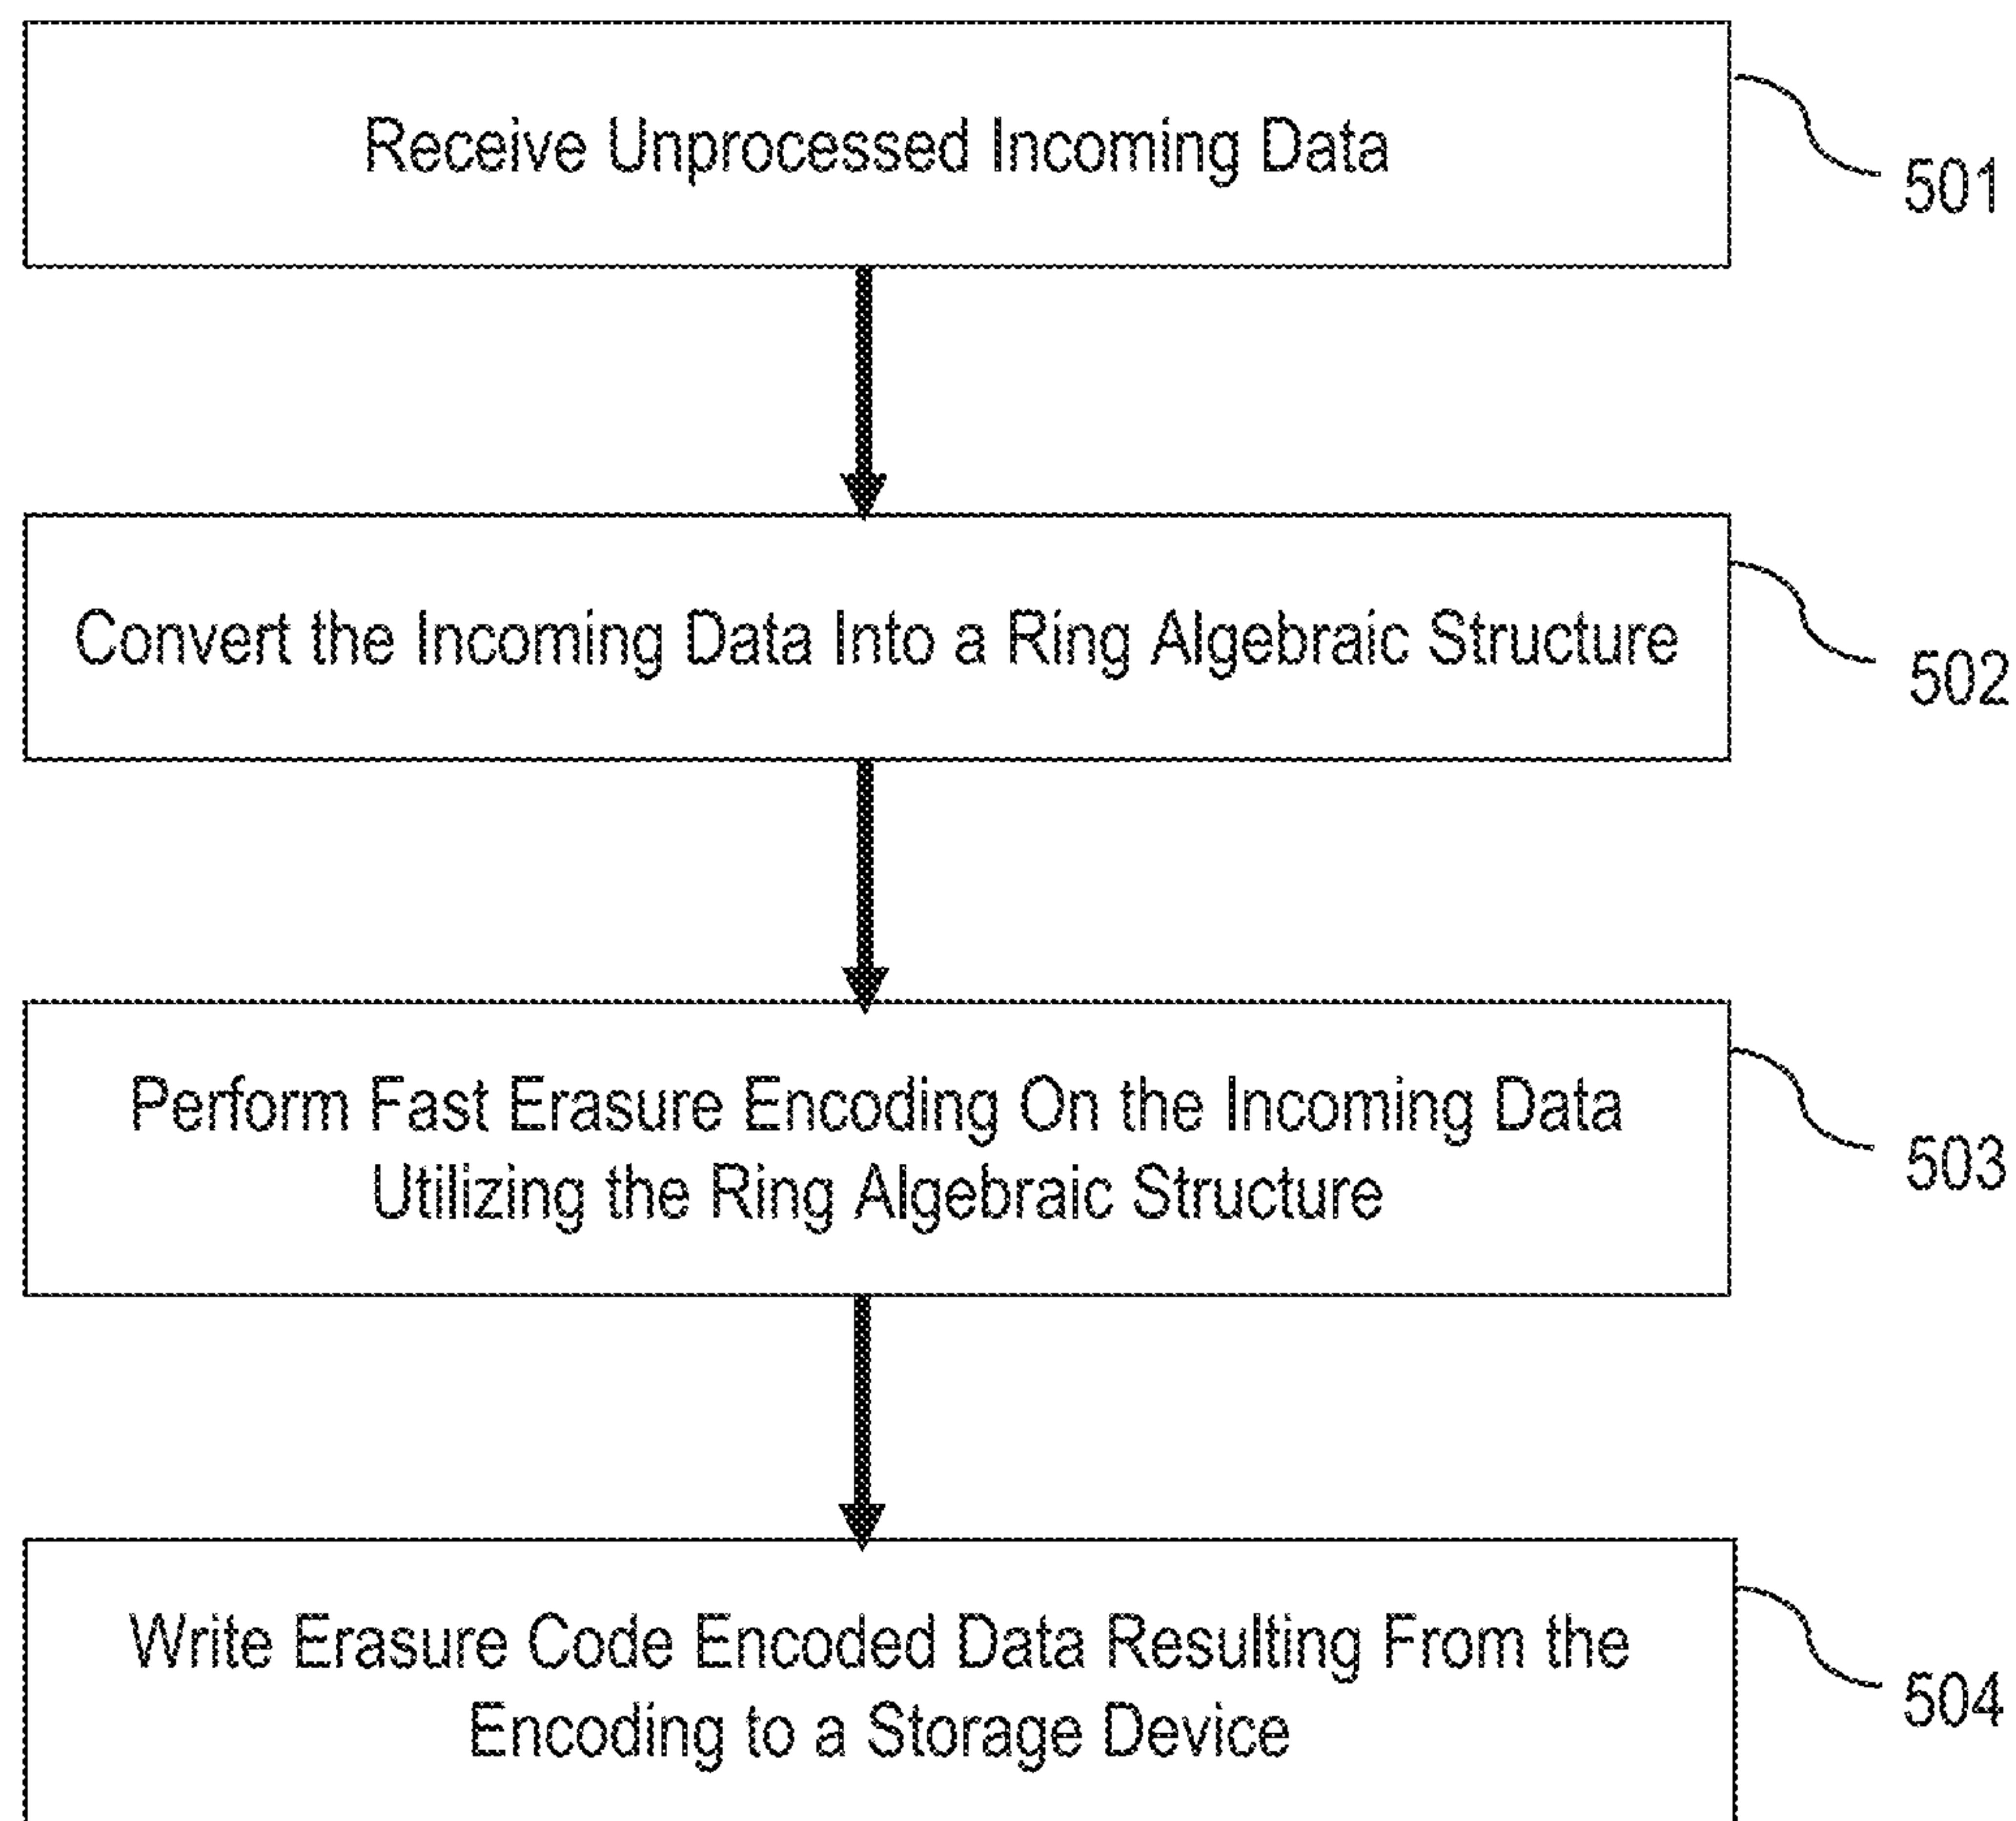 Receive Unprocessed Incoming Data
501
Convert the Incoming Data Into a Ring Algebraic Structure
502
Perform Fast Erasure Encoding On the Incoming Data
Utilizing the Ring Algebraic Structure
503
Write Erasure Code Encoded Data Resulting From the
Encoding to a Storage Device
504